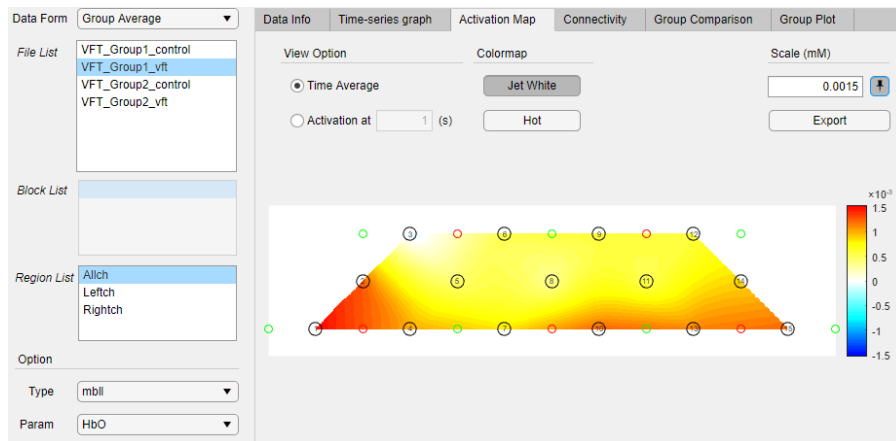 Data Form
Group Average
File List
VFT_Group1_control
VFT_Group1_vft
VFT_Group2_control
VFT_Group2_vft
Block List
Region List
Allch
Leftch
Rightch
Option
Type
mbll
Param
HbO
Data Info
Time-series graph
Activation Map
Connectivity
Group Comparison
Group Plot
View Option
Time Average
Activation at 1 (s)
Colormap
Jet White
Hot
Scale (mM)
0.0015
Export
3 6 9 12
2 5 8 11 14
1 4 7 10 13 15
×10⁻³
1.5
1
0.5
0
-0.5
-1
-1.5